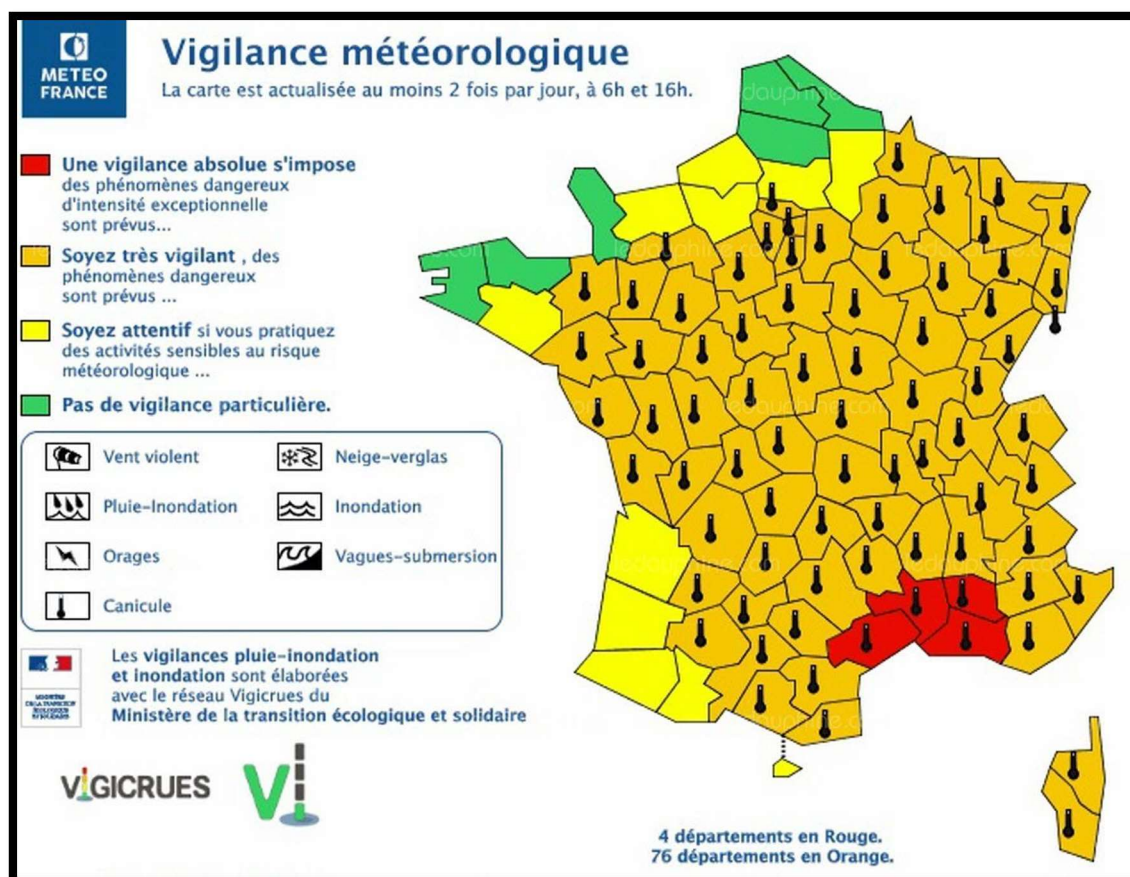 METEO
FRANCE
Vigilance météorologique
La carte est actualisée au moins 2 fois par jour, à 6h et 16h.
Une vigilance absolue s'impose
des phénomènes dangereux
d'intensité exceptionnelle
sont prévus...
Soyez très vigilant , des
phénomènes dangereux
sont prévus ...
Soyez attentif si vous pratiquez
des activités sensibles au risque
météorologique ...
Pas de vigilance particulière.
Vent violent
Neige-verglas
Pluie-Inondation
Inondation
Orages
Vagues-submersion
Canicule
Les vigilances pluie-inondation
et inondation sont élaborées
avec le réseau Vigicrues du
Ministère de la transition écologique et solidaire
VIGICRUES
Vi
4 départements en Rouge.
76 départements en Orange.